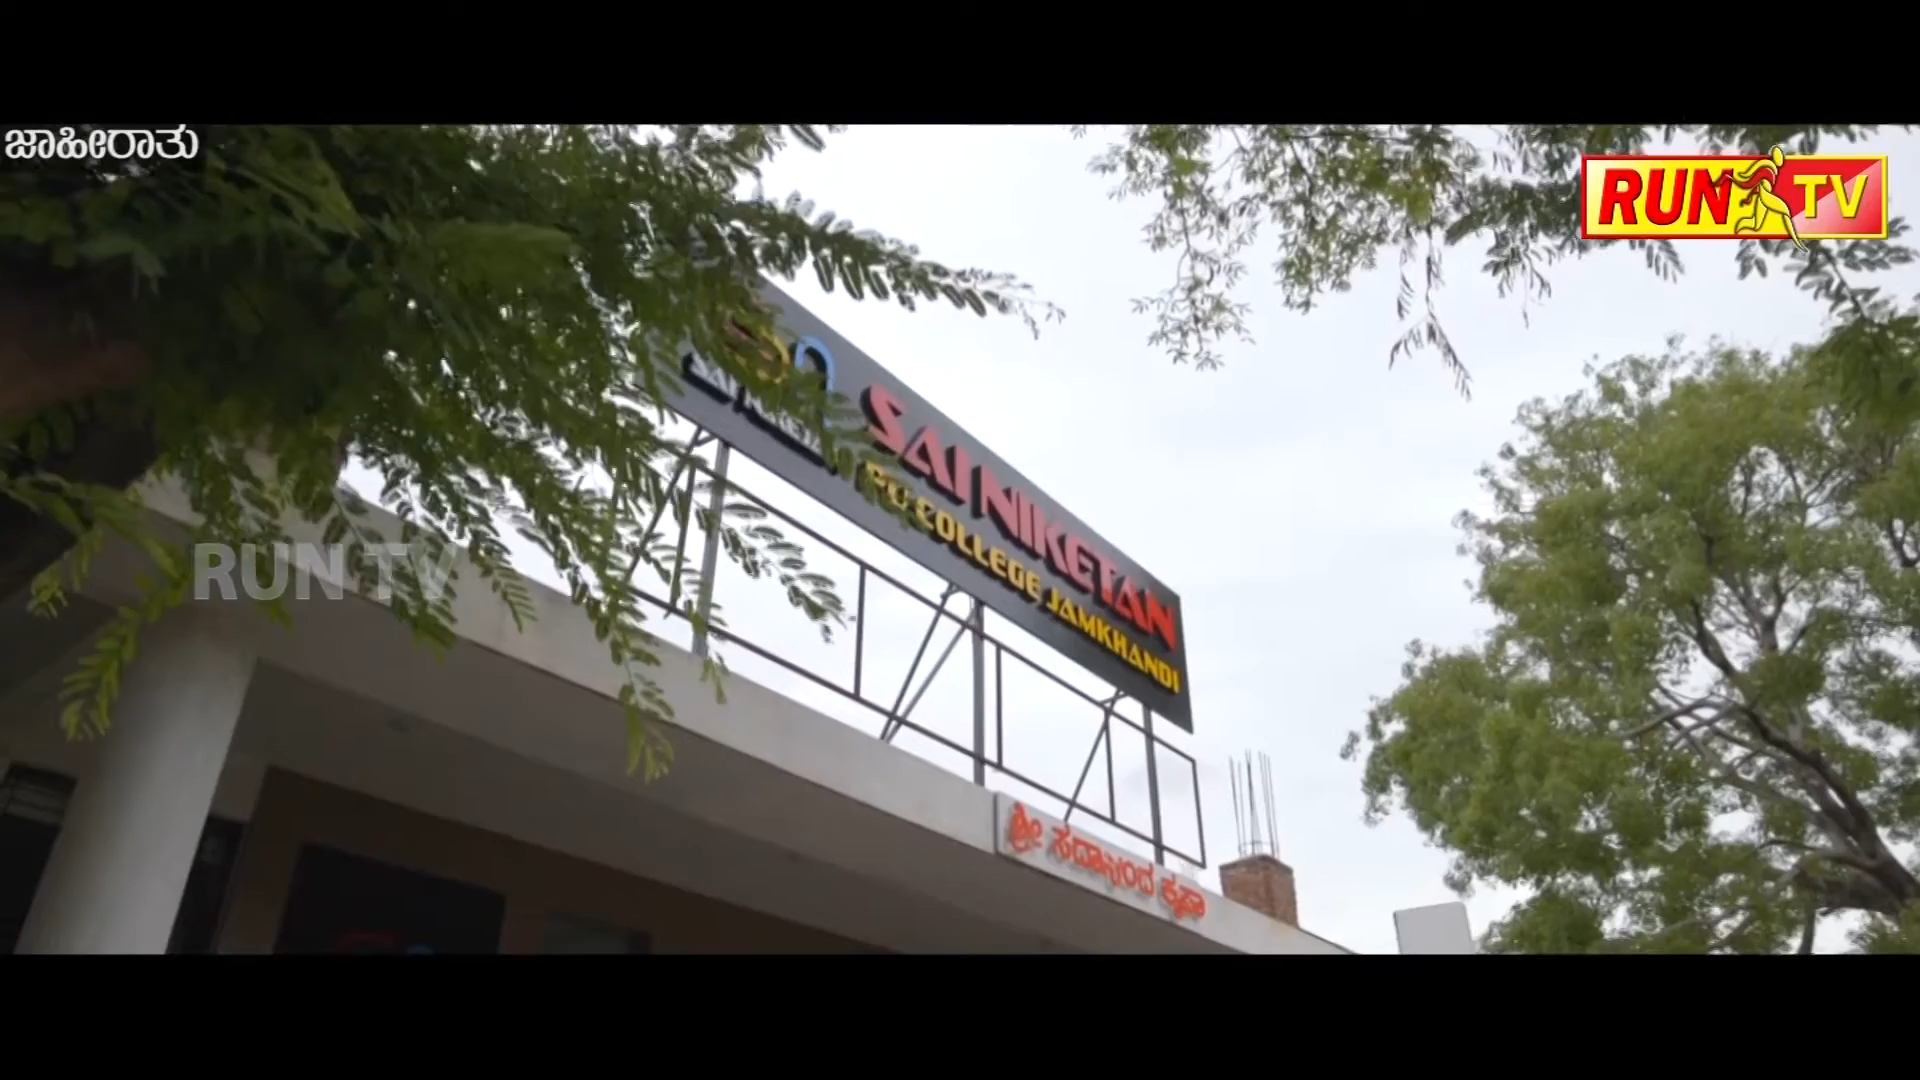 ಜಾಹೀರಾತು
RUN TV
SAI NIKETAN
PU COLLEGE JAMKHANDI
RUN TV
ಶ್ರೀ ಸದಾನಂದ ಕೃಪಾ